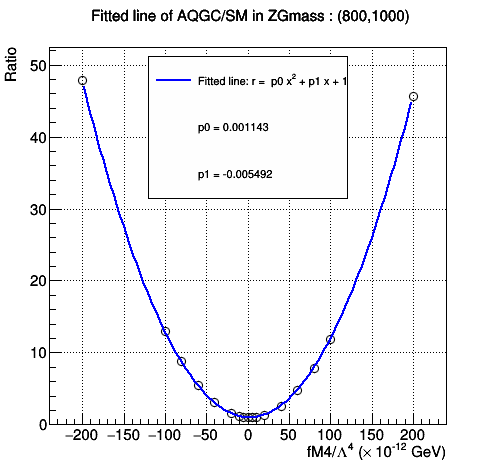 Fitted line of AQGC/SM in ZGmass : (800,1000)
Ratio
50
40
30
20
10
0
Fitted line: r = p0 x² + p1 x + 1
p0 = 0.001143
p1 = -0.005492
−200 −150 −100 −50 0 50 100 150 200
fM4/Λ⁴ (× 10⁻¹² GeV)